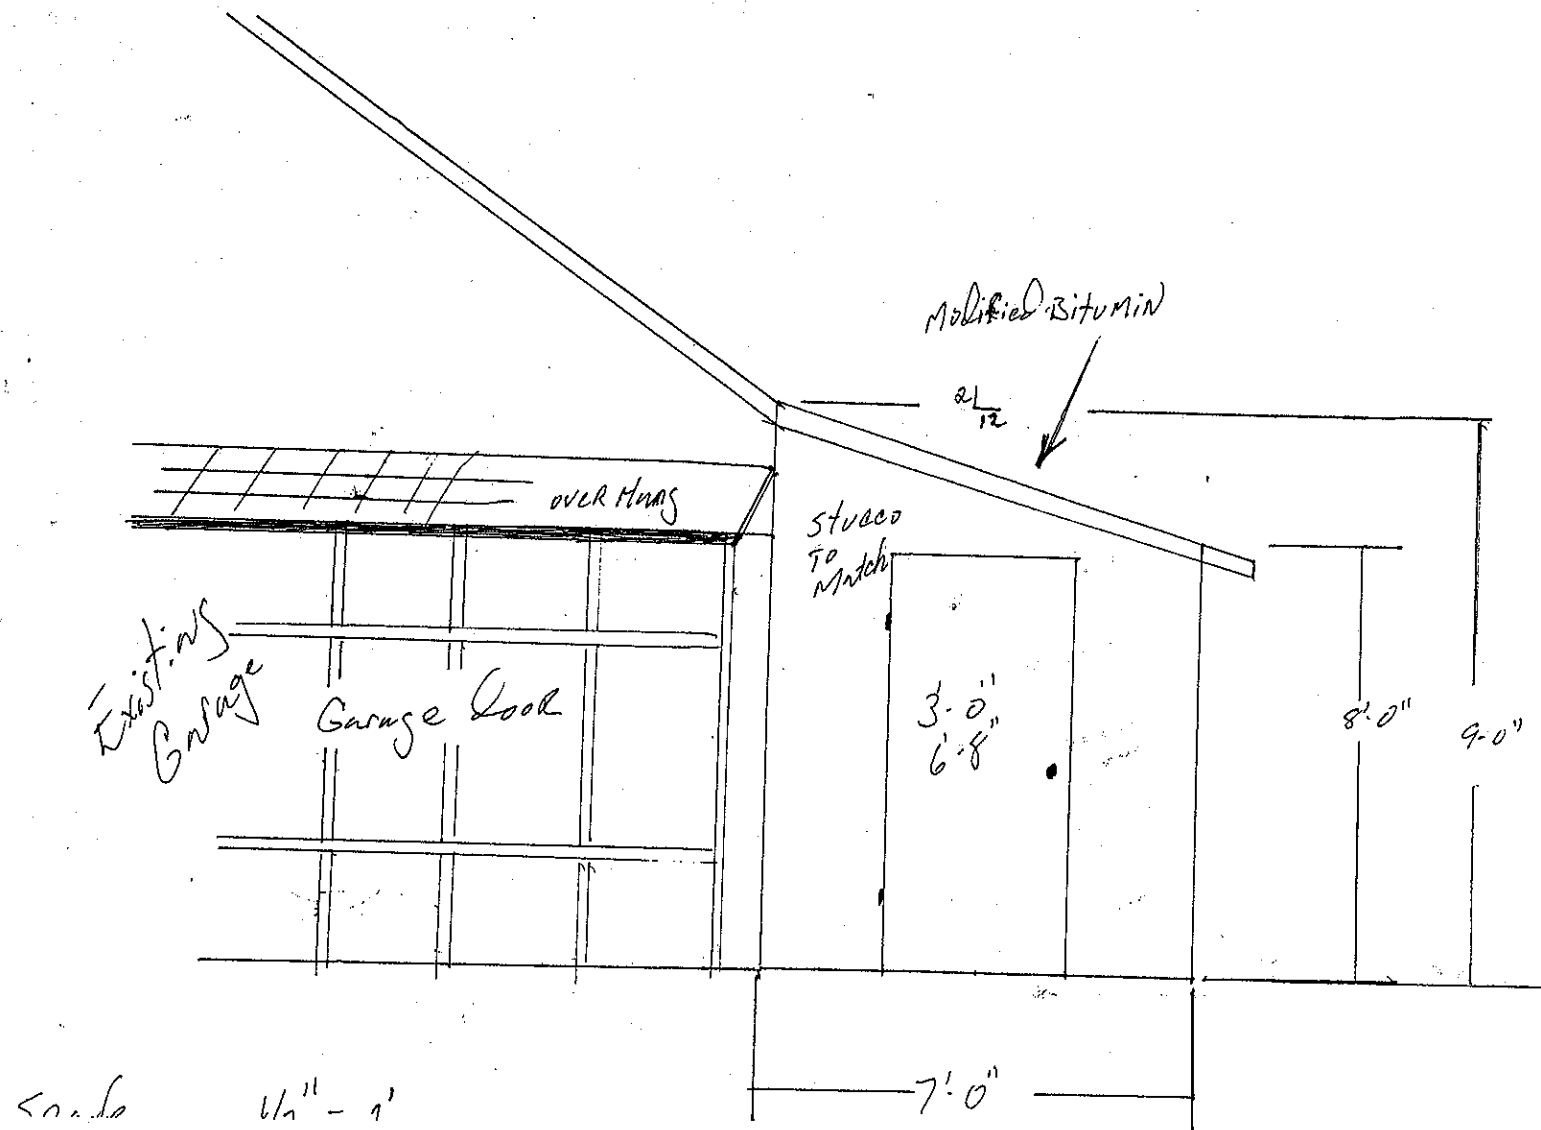 Modified Bitumin
2
12
OVER Hung
Stucco
To
Match
Existing
Garage
Garage Door
3'-0"
6'-8"
8'-0"
9-0"
7'-0"